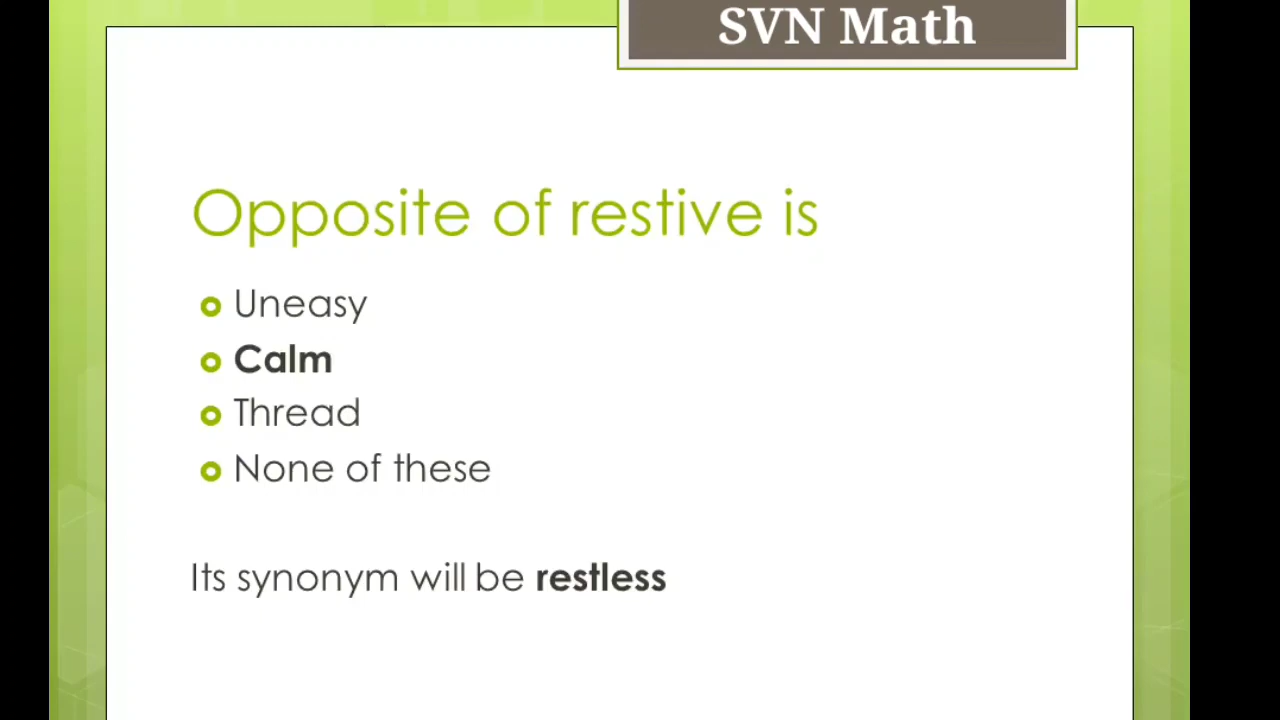 SVN Math
Opposite of restive is
Uneasy
Calm
Thread
None of these
Its synonym will be restless